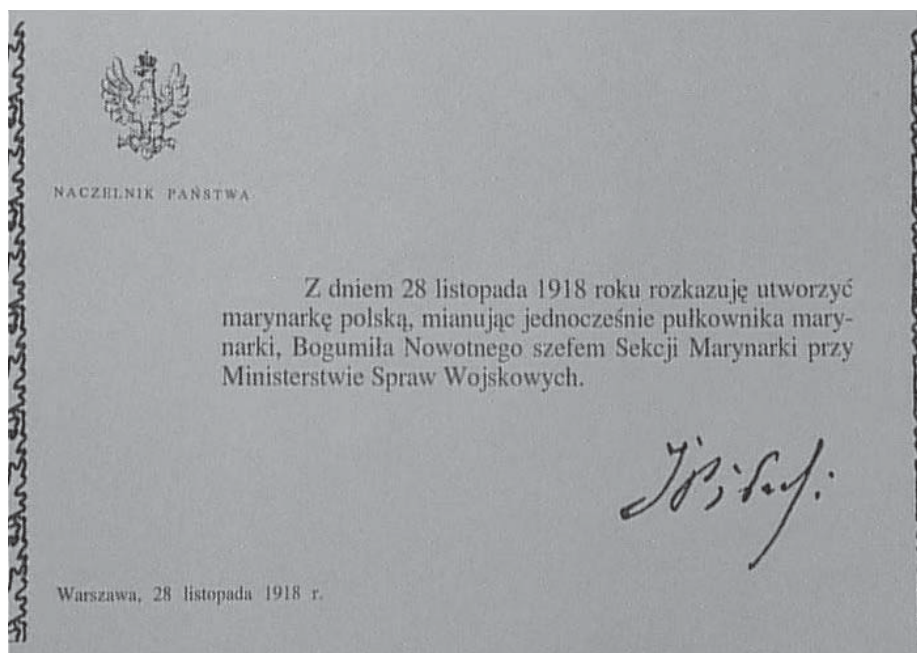 NACZELNIK PAŃSTWA
Z dniem 28 listopada 1918 roku rozkazuję utworzyć
marynarkę polską, mianując jednocześnie pułkownika mary-
narki, Bogumiła Nowotnego szefem Sekcji Marynarki przy
Ministerstwie Spraw Wojskowych.
Warszawa, 28 listopada 1918 r.